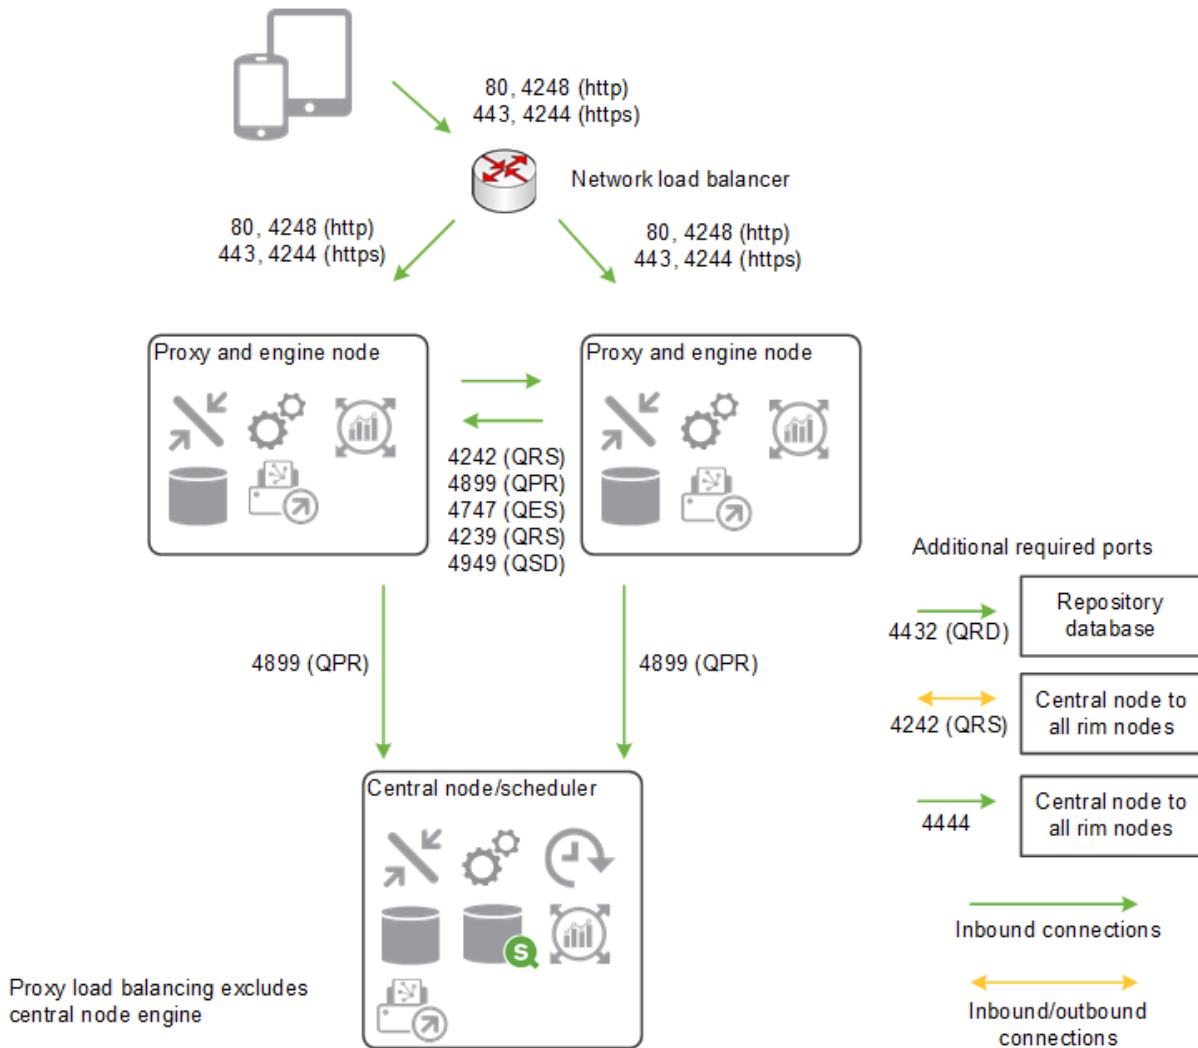 80, 4248 (http)
443, 4244 (https)
Network load balancer
80, 4248 (http)
443, 4244 (https)
80, 4248 (http)
443, 4244 (https)
Proxy and engine node
Proxy and engine node
4242 (QRS)
4899 (QPR)
4747 (QES)
4239 (QRS)
4949 (QSD)
4899 (QPR)
4899 (QPR)
Central node/scheduler
S
Proxy load balancing excludes
central node engine
Additional required ports
4432 (QRD)
Repository
database
4242 (QRS)
Central node to
all rim nodes
4444
Central node to
all rim nodes
Inbound connections
Inbound/outbound
connections